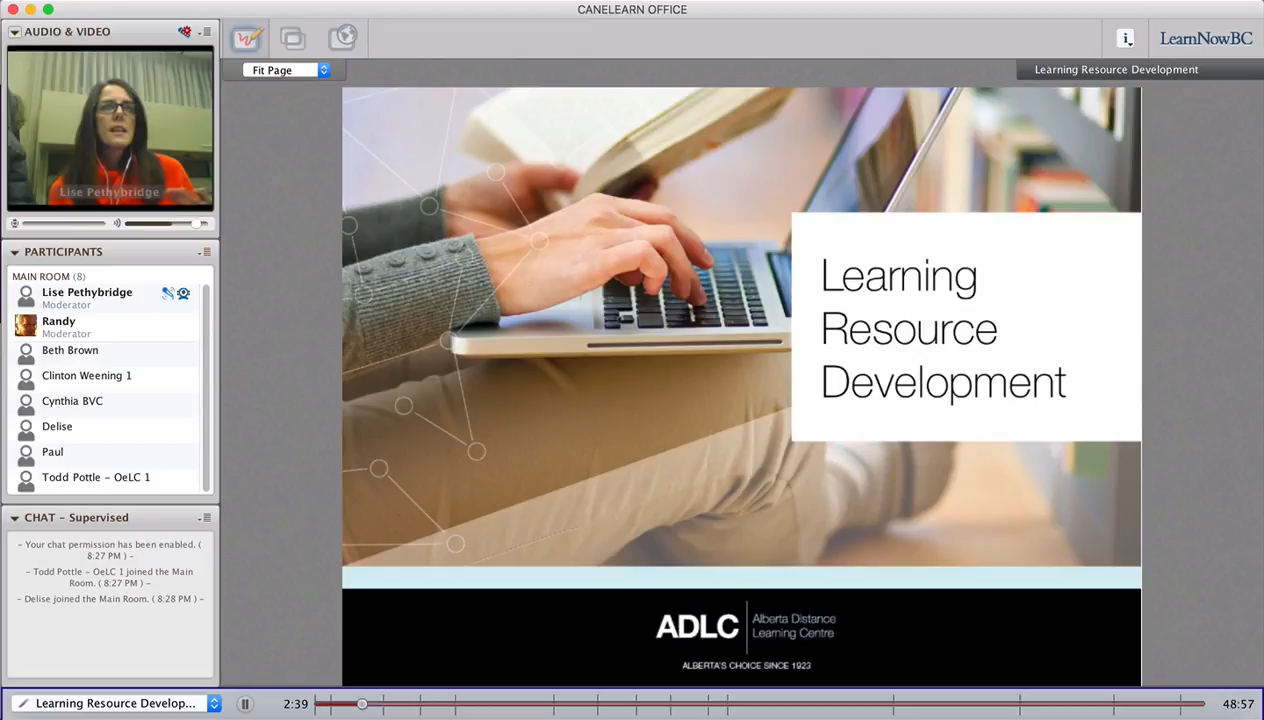 CANELEARN OFFICE
AUDIO & VIDEO
LearnNowBC
Fit Page
Learning Resource Development
Lise Pethybridge
PARTICIPANTS
MAIN ROOM (8)
Lise Pethybridge
Moderator
Randy
Moderator
Beth Brown
Clinton Weening 1
Cynthia BVC
Delise
Paul
Todd Pottle - OeLC 1
CHAT - Supervised
- Your chat permission has been enabled. (
8:27 PM ) -
- Todd Pottle - OeLC 1 joined the Main
Room. ( 8:27 PM ) -
- Delise joined the Main Room. ( 8:28 PM ) -
Learning
Resource
Development
ADLC
Alberta Distance
Learning Centre
ALBERTA'S CHOICE SINCE 1923
Learning Resource Develop...
2:39
48:57